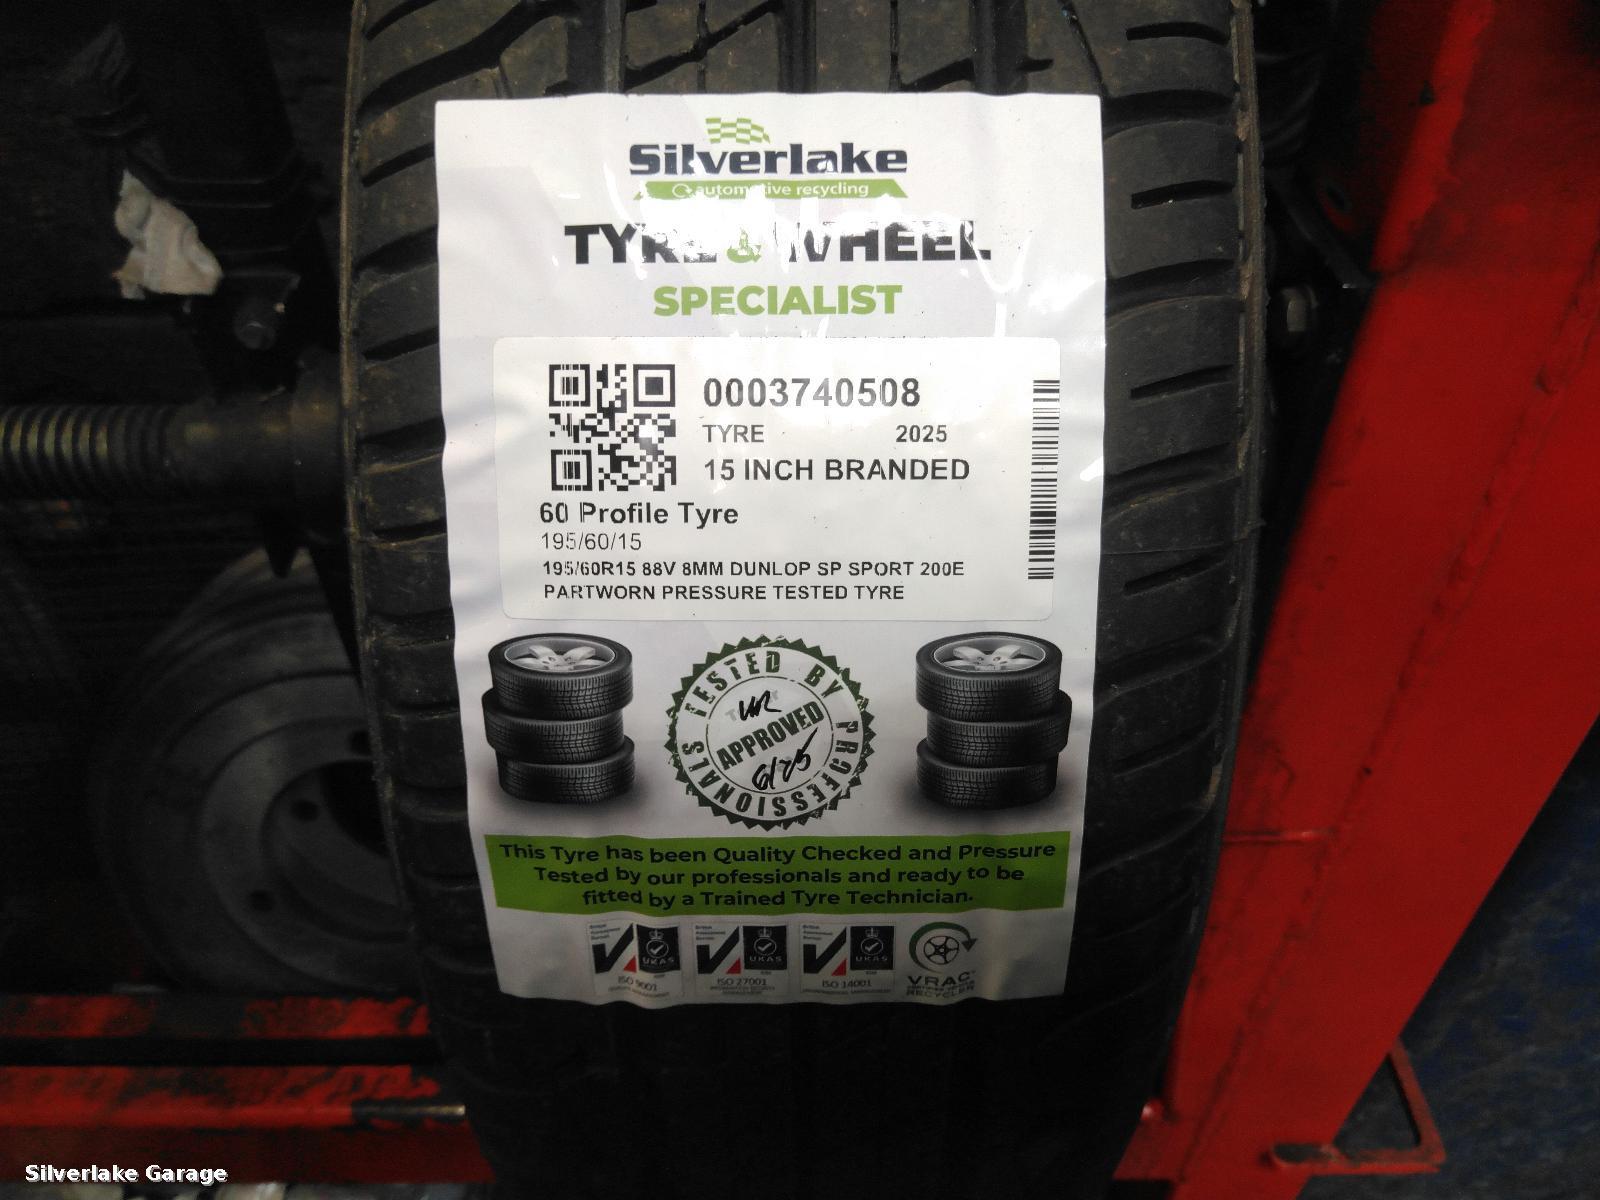 Silverlake
automotive recycling
TYRE & WHEEL
SPECIALIST
0003740508
TYRE 2025
15 INCH BRANDED
60 Profile Tyre
195/60/15
195/60R15 88V 8MM DUNLOP SP SPORT 200E
PARTWORN PRESSURE TESTED TYRE
TESTED BY PROFESSIONALS
APPROVED
6/25
This Tyre has been Quality Checked and Pressure
Tested by our professionals and ready to be
fitted by a Trained Tyre Technician.
UKAS
ISO 9001
UKAS
ISO 27001
UKAS
ISO 14001
VRAC
RECYCLER
Silverlake Garage